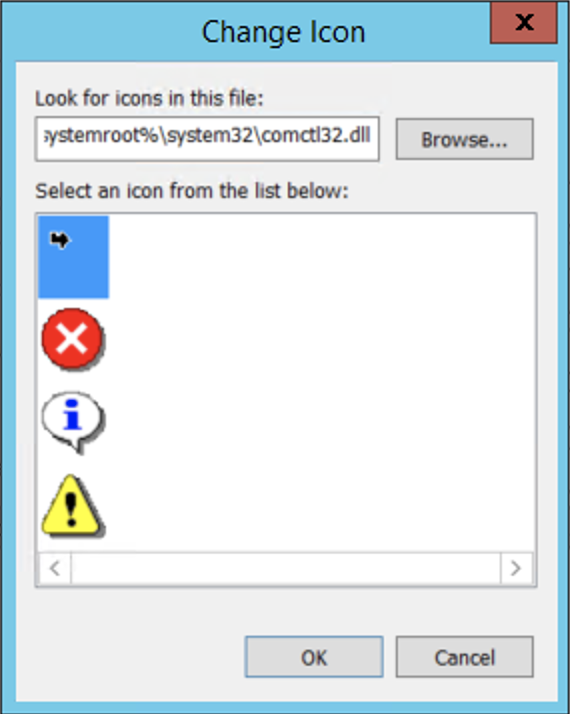 Change Icon
Look for icons in this file:
ystemroot%\system32\comctl32.dll
Browse...
Select an icon from the list below:
OK
Cancel